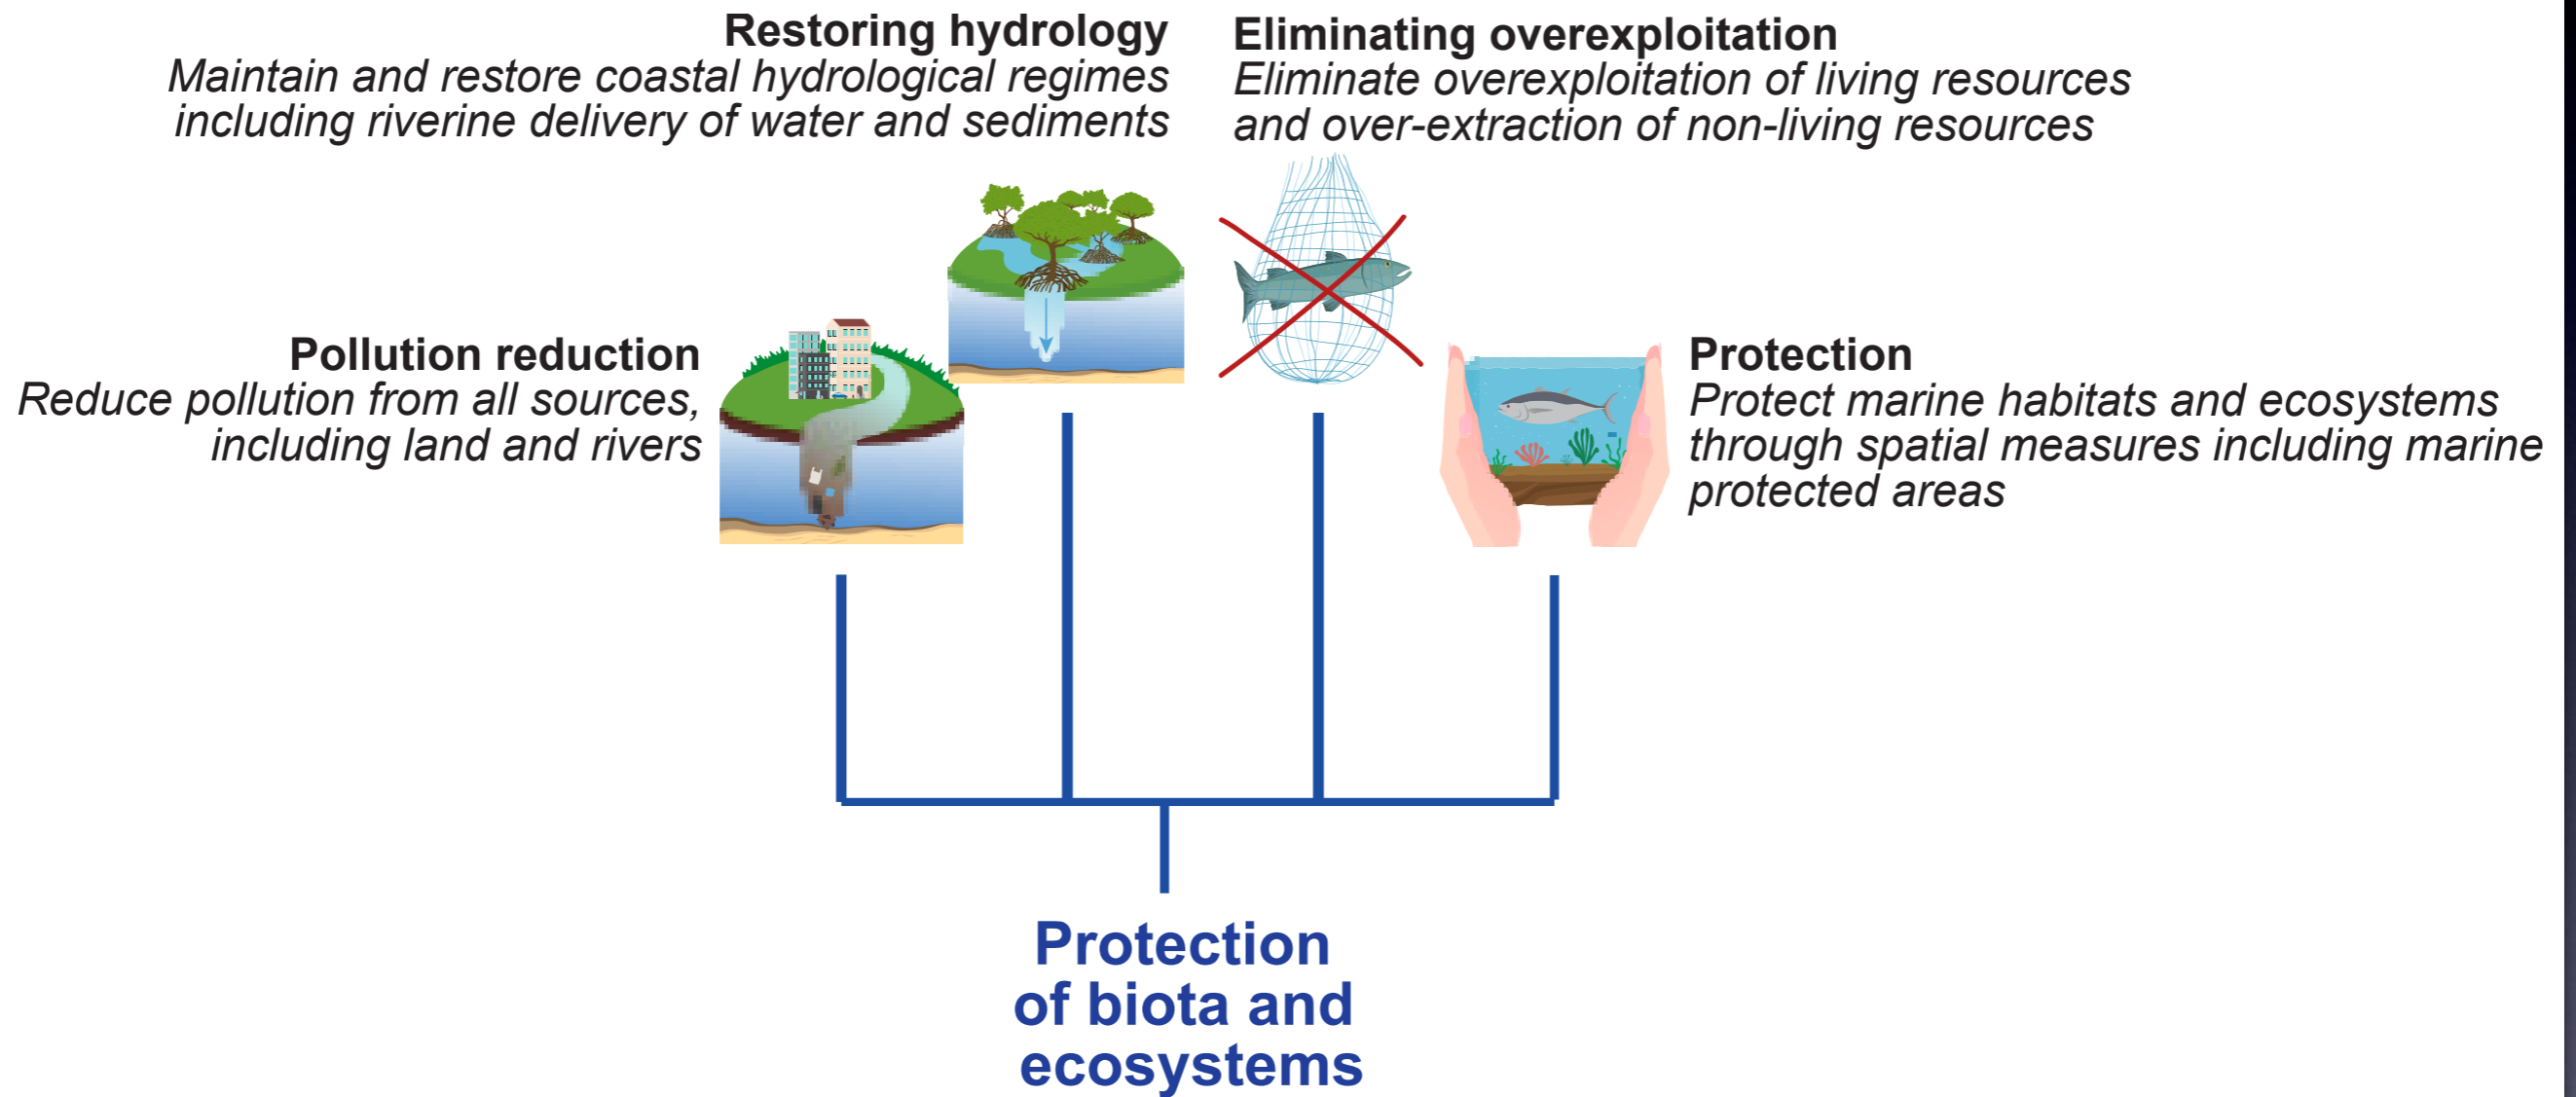 Restoring hydrology
Maintain and restore coastal hydrological regimes
including riverine delivery of water and sediments
Eliminating overexploitation
Eliminate overexploitation of living resources
and over-extraction of non-living resources
Pollution reduction
Reduce pollution from all sources,
including land and rivers
Protection
Protect marine habitats and ecosystems
through spatial measures including marine
protected areas
Protection
of biota and
ecosystems